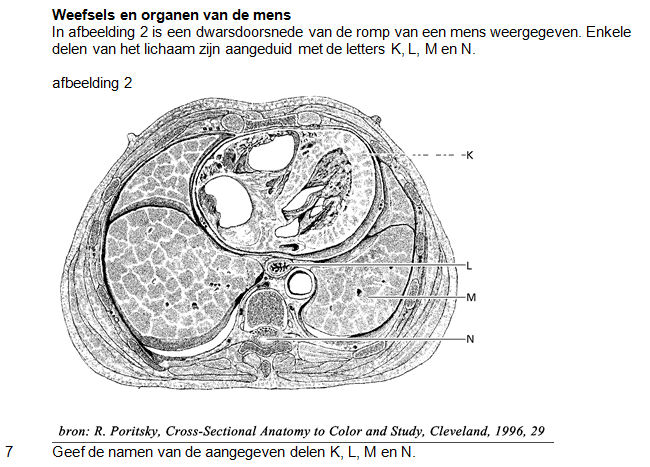 Weefsels en organen van de mens
In afbeelding 2 is een dwarsdoorsnede van de romp van een mens weergegeven. Enkele
delen van het lichaam zijn aangeduid met de letters K, L, M en N.
afbeelding 2
K
L
M
N
bron: R. Poritsky, Cross-Sectional Anatomy to Color and Study, Cleveland, 1996, 29
7 Geef de namen van de aangegeven delen K, L, M en N.